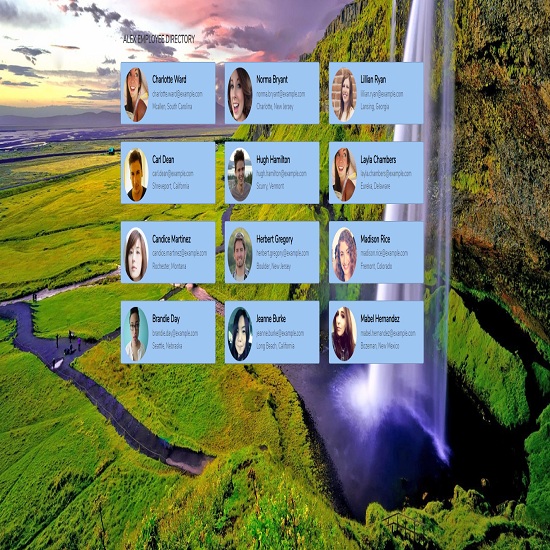 ALEX EMPLOYEE DIRECTORY
Charlotte Ward
charlotte.ward@example.com
Mcallen, South Carolina
Norma Bryant
norma.bryant@example.com
Charlotte, New Jersey
Lillian Ryan
lillian.ryan@example.com
Lansing, Georgia
Carl Dean
carl.dean@example.com
Shreveport, California
Hugh Hamilton
hugh.hamilton@example.com
Scurry, Vermont
Layla Chambers
layla.chambers@example.com
Eureka, Delaware
Candice Martinez
candice.martinez@example.com
Rochester, Montana
Herbert Gregory
herbert.gregory@example.com
Boulder, New Jersey
Madison Rice
madison.rice@example.com
Fremont, Colorado
Brandie Day
brandie.day@example.com
Seattle, Nebraska
Jeanne Burke
jeanne.burke@example.com
Long Beach, California
Mabel Hernandez
mabel.hernandez@example.com
Bozeman, New Mexico